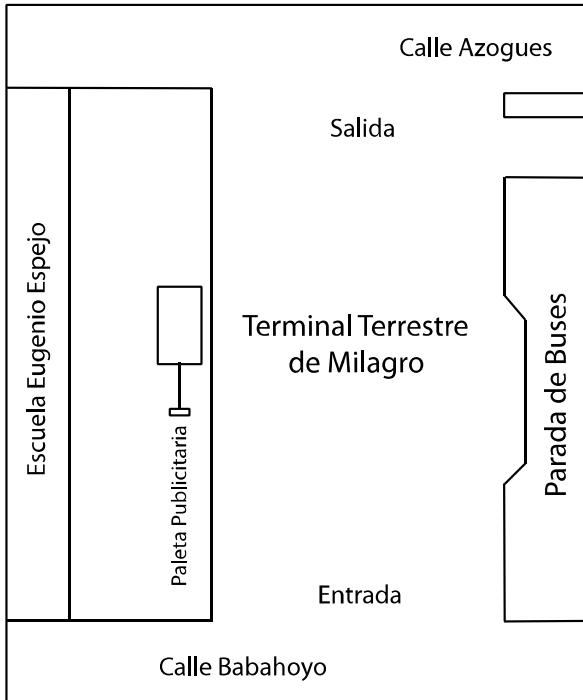 Calle Azogues
Salida
Escuela Eugenio Espejo
Terminal Terrestre
de Milagro
Parada de Buses
Paleta Publicitaria
Entrada
Calle Babahoyo